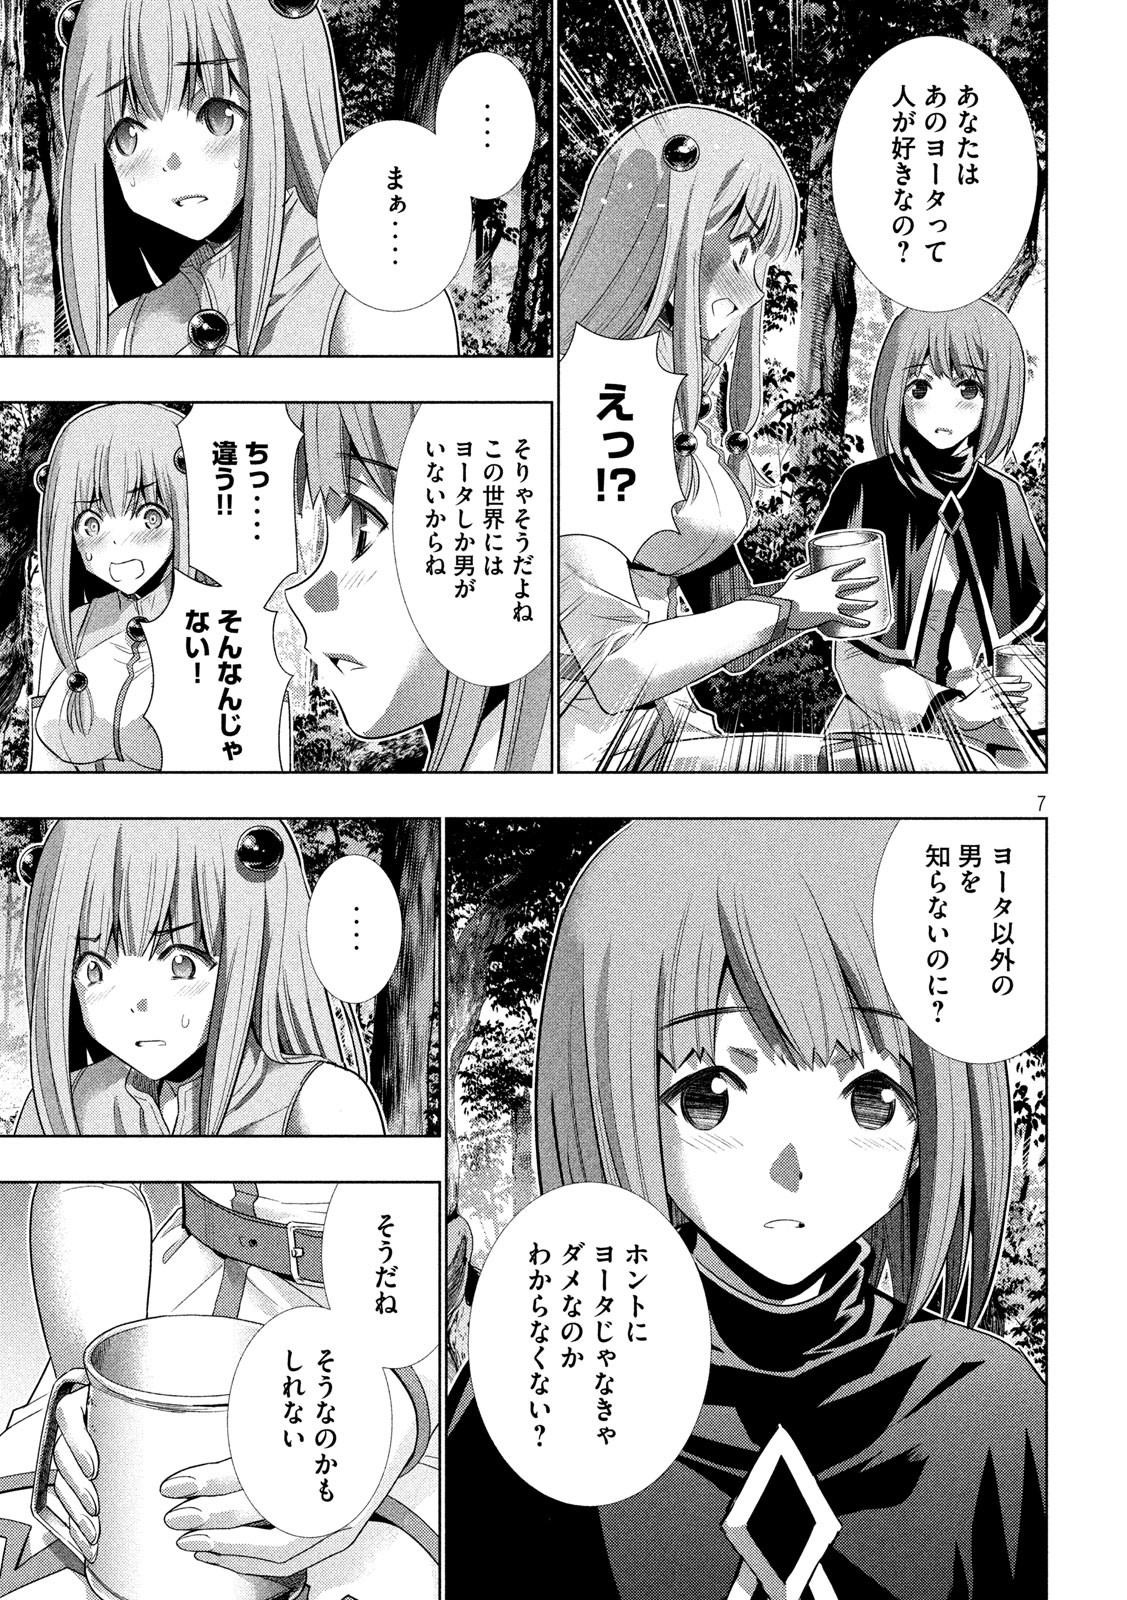 あなたは
あのヨータって
人が好きなの？
えっ!?
‥‥
まぁ‥‥
そりゃそうだよね
この世界には
ヨータしか男が
いないからね
ちっ‥‥
違う!!
そんなんじゃ
ない！
7
ヨータ以外の
男を
知らないのに？
ホントに
ヨータじゃなきゃ
ダメなのか
わからなくない？
‥‥
そうだね
そうなのかも
しれない